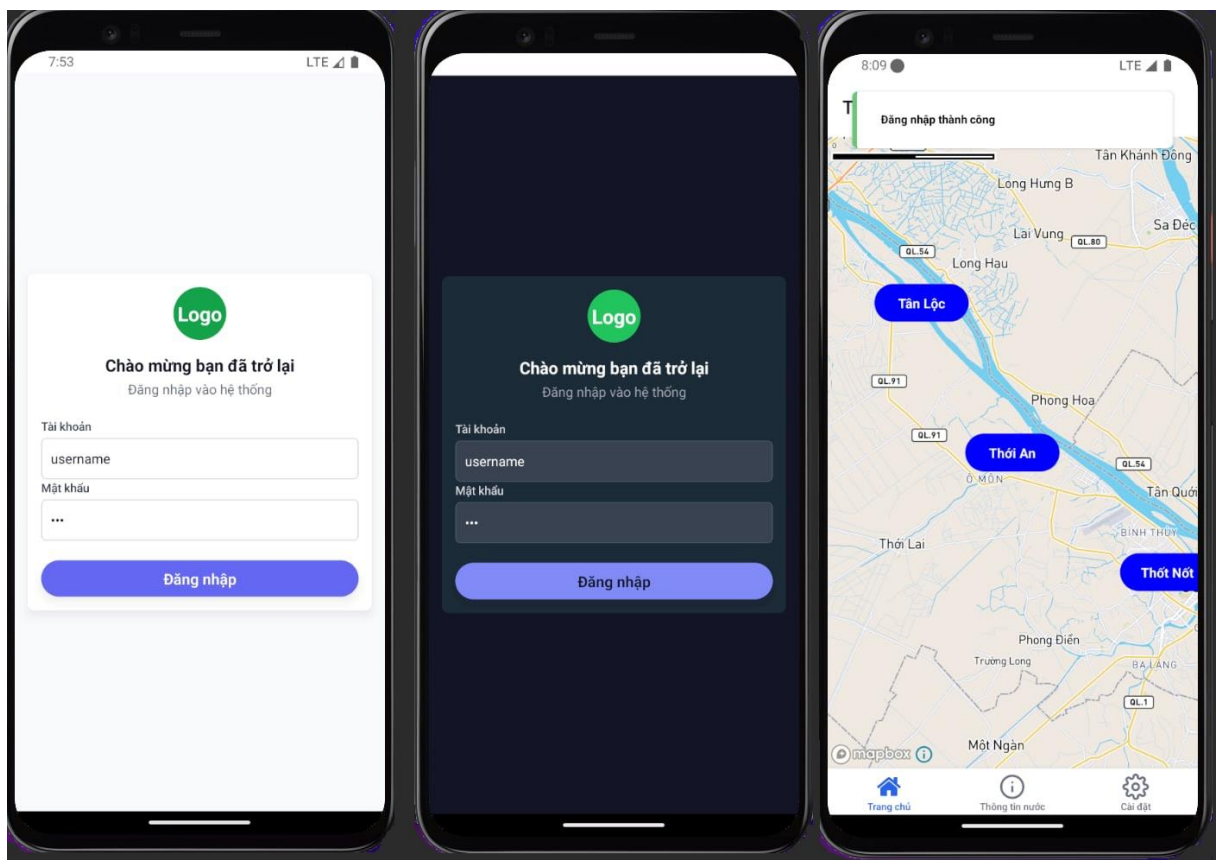 7:53
LTE
Logo
Chào mừng bạn đã trở lại
Đăng nhập vào hệ thống
Tài khoản
username
Mật khẩu
•••
Đăng nhập
Logo
Chào mừng bạn đã trở lại
Đăng nhập vào hệ thống
Tài khoản
username
Mật khẩu
•••
Đăng nhập
8:09
LTE
T
Đăng nhập thành công
0
Tân Khánh Đông
Long Hưng B
Sa Đéc
Lai Vung
QL.80
QL.54
Long Hau
Tân Lộc
QL.91
Phong Hoa
QL.91
Thới An
QL.54
Ô MÔN
Tân Quới
BÌNH THUỶ
Thới Lai
Thốt Nốt
Phong Điền
Trường Long
BA LÁNG
QL.1
Một Ngàn
mapbox
Trang chủ
Thông tin nước
Cài đặt